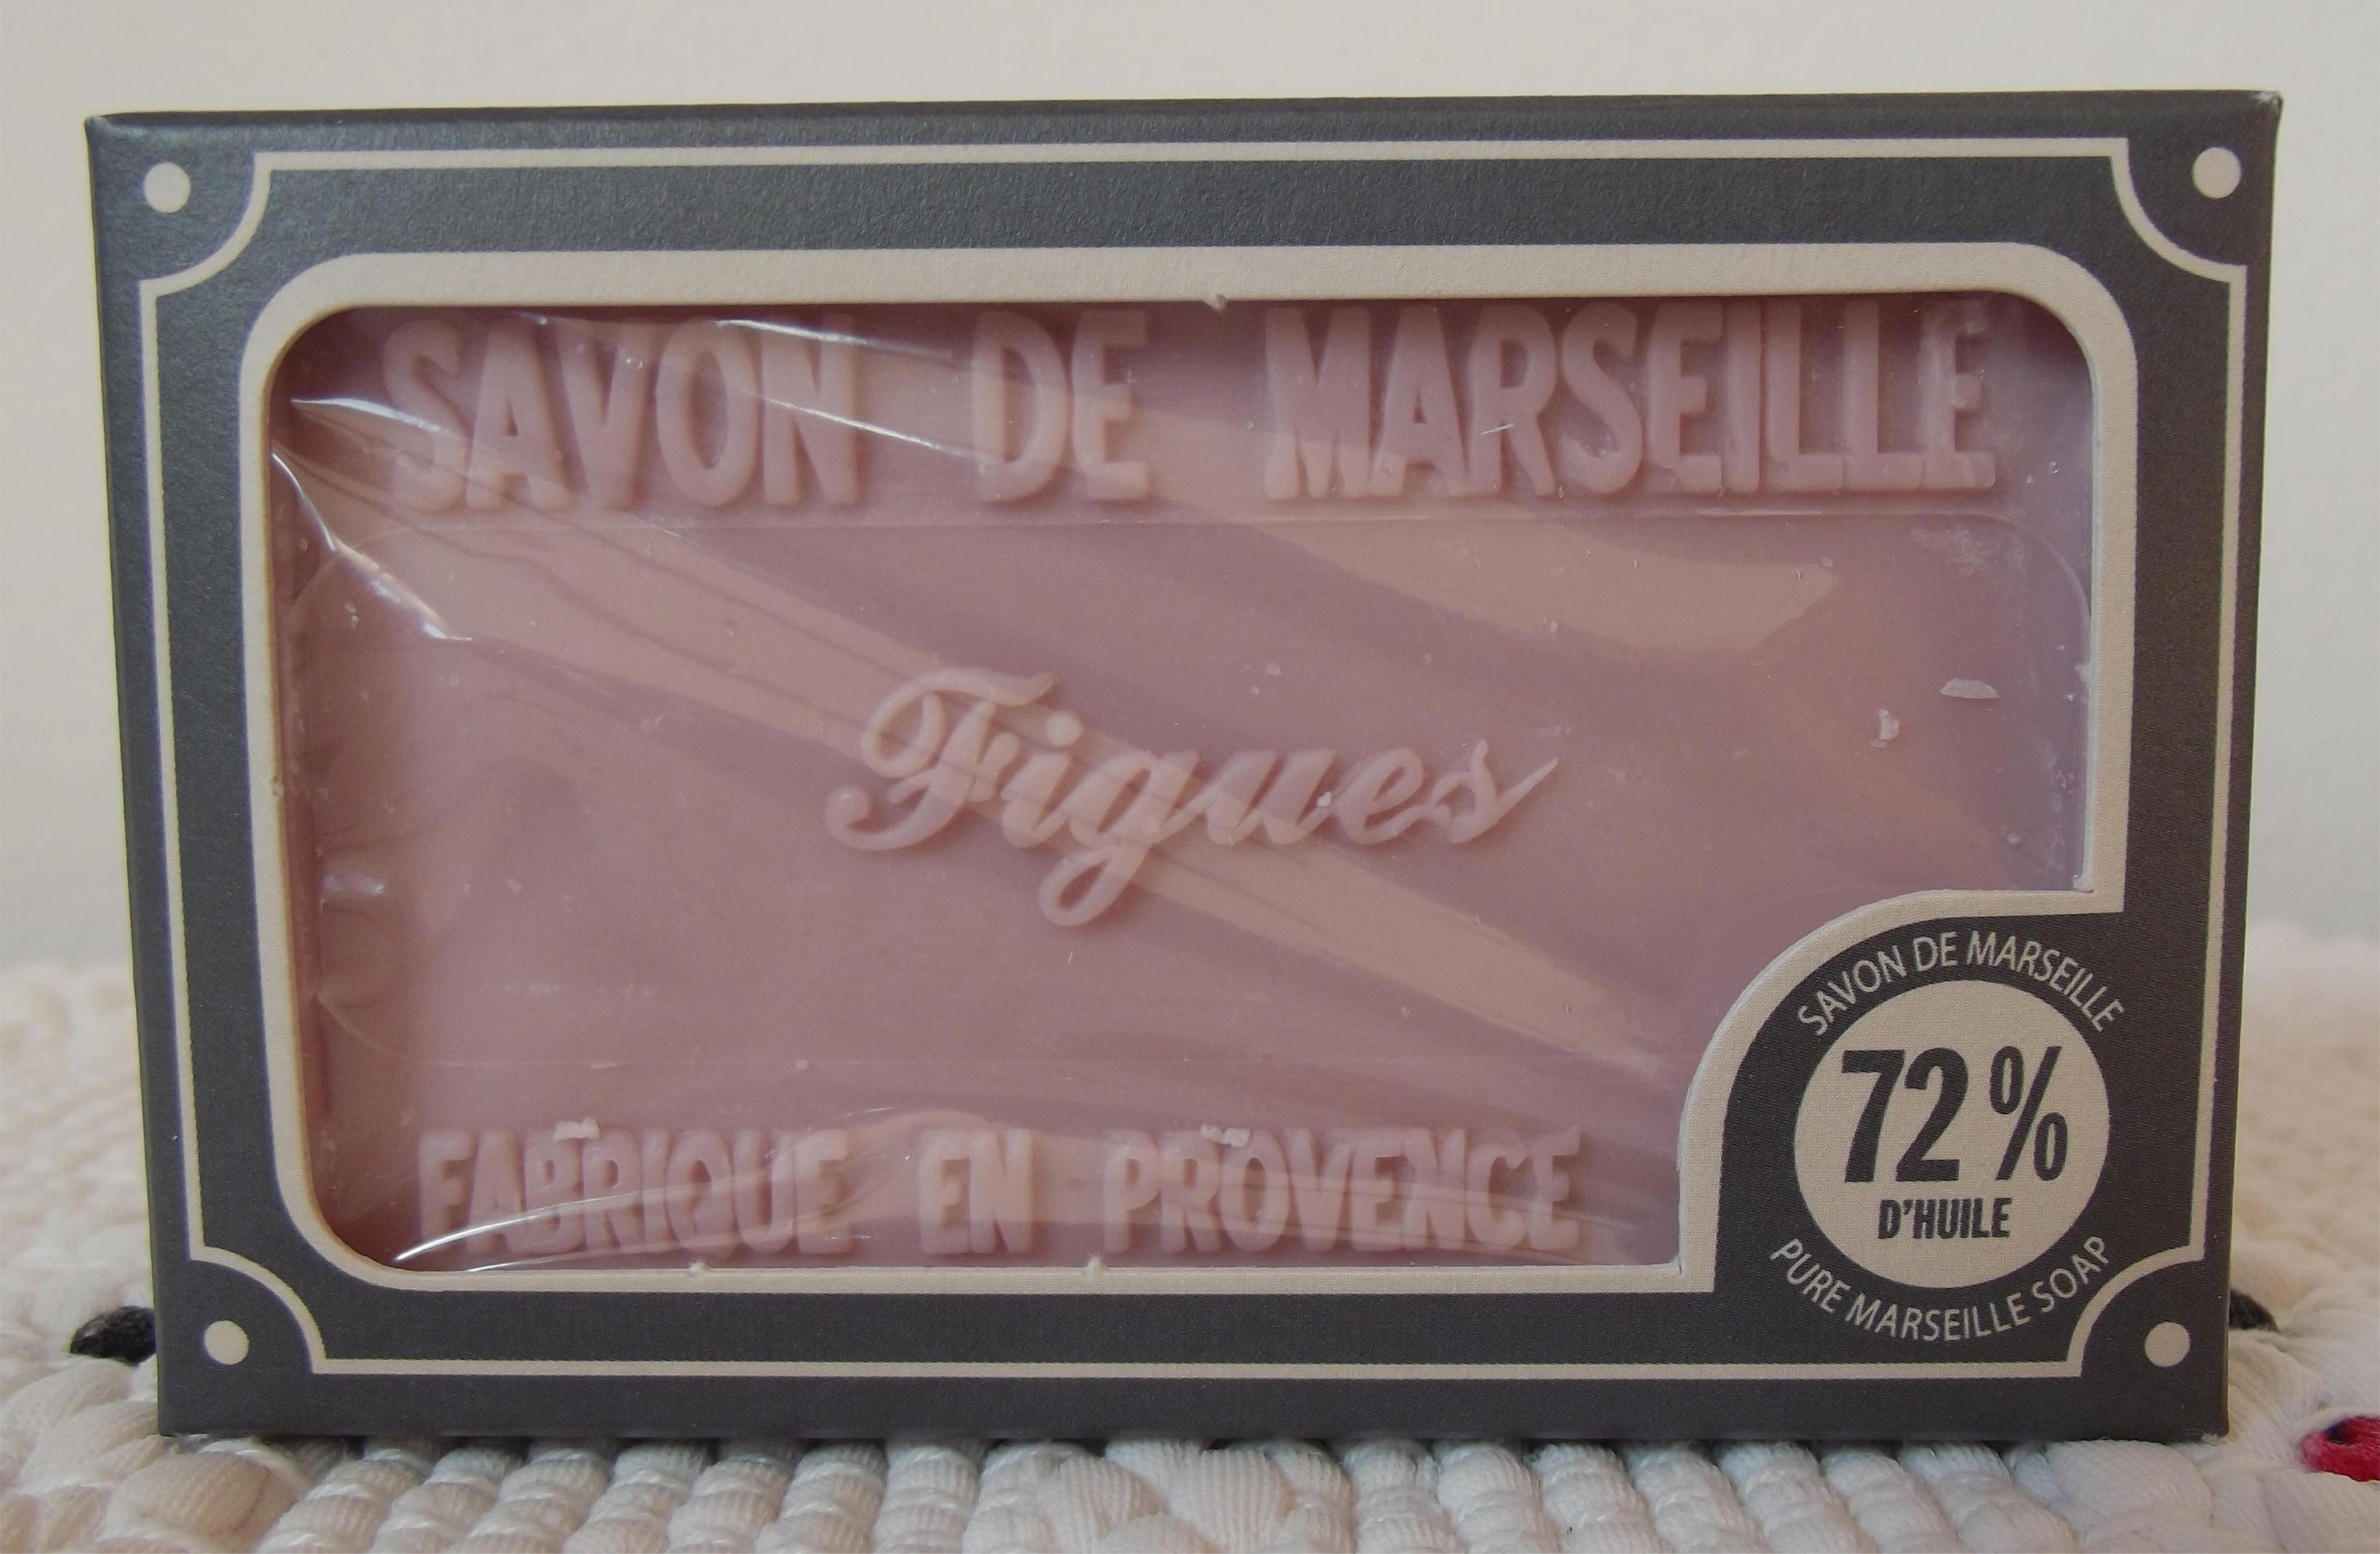 SAVON DE MARSEILLE
Figues
FABRIQUE EN PROVENCE
SAVON DE MARSEILLE
72 %
D'HUILE
PURE MARSEILLE SOAP